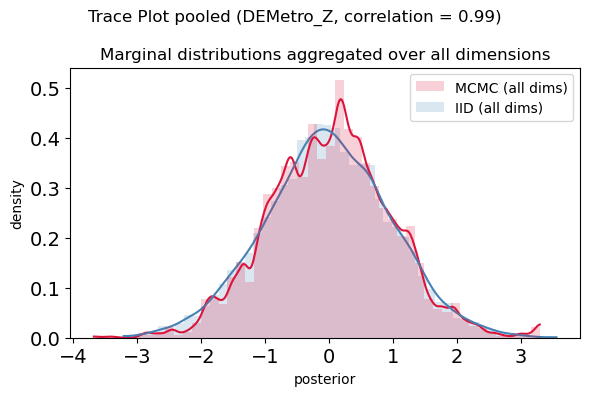 Trace Plot pooled (DEMetro_Z, correlation = 0.99)
Marginal distributions aggregated over all dimensions
MCMC (all dims)
IID (all dims)
density
0.5
0.4
0.3
0.2
0.1
0.0
−4 −3 −2 −1 0 1 2 3
posterior